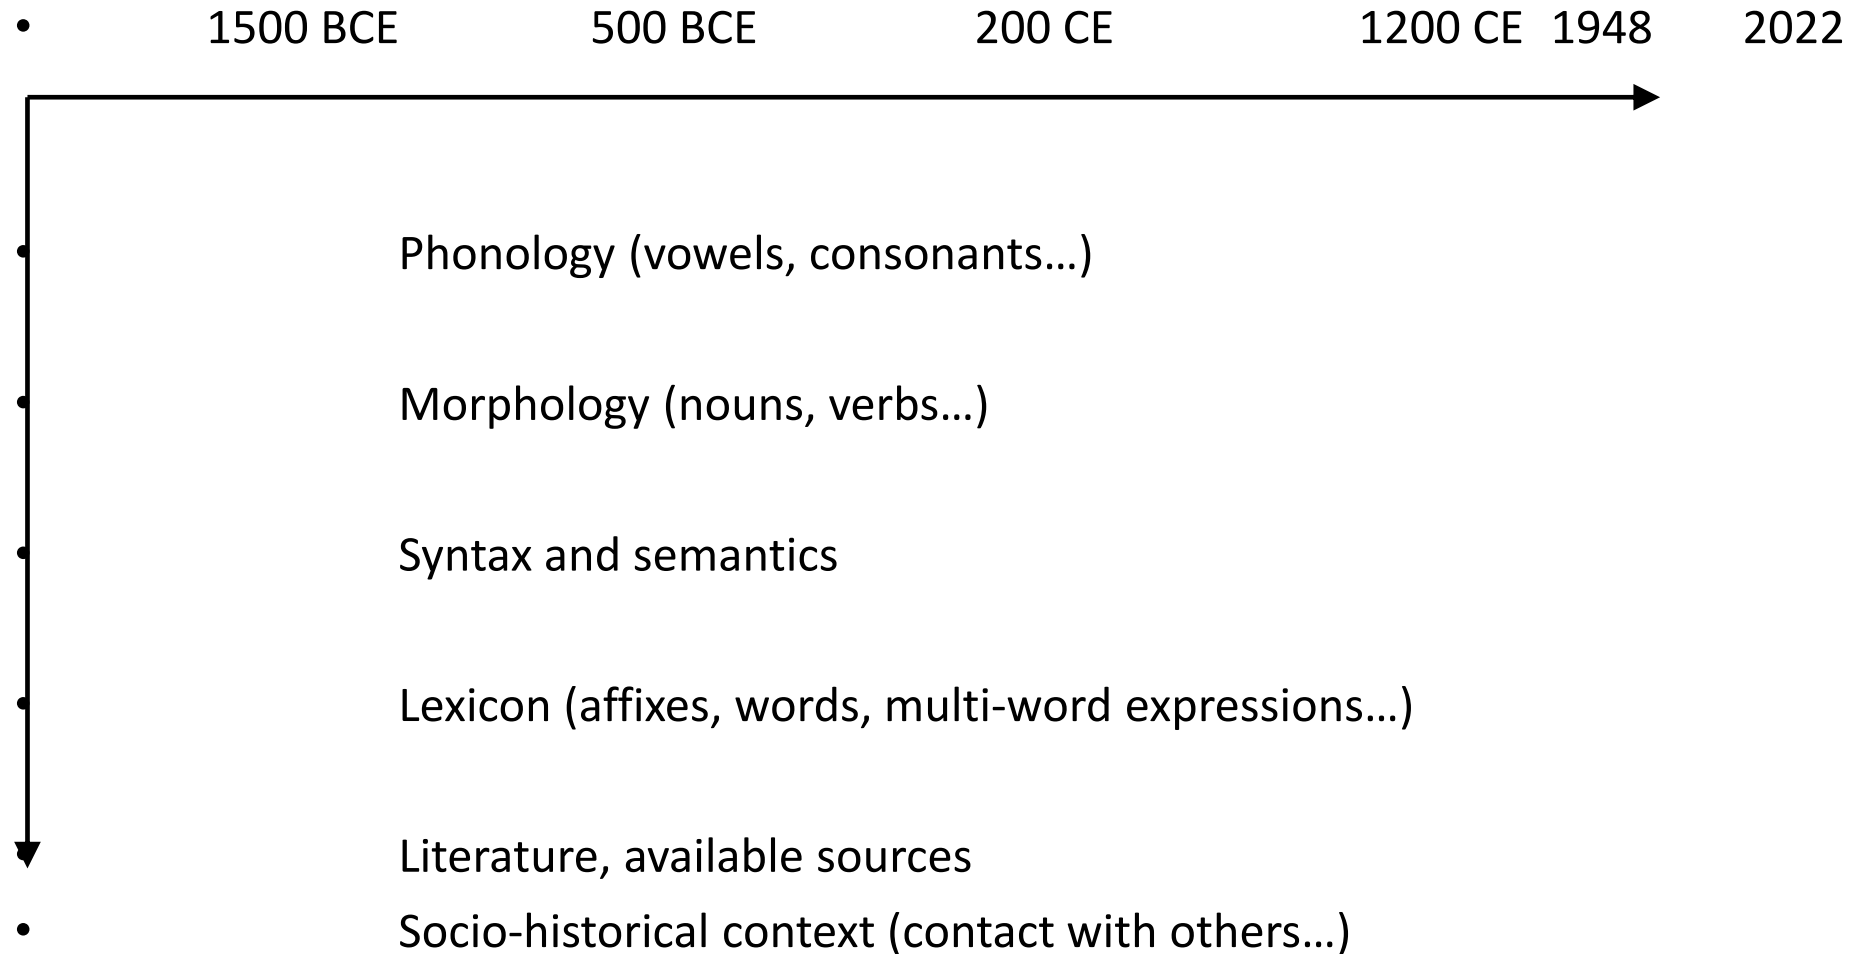 • 1500 BCE 500 BCE 200 CE 1200 CE 1948 2022
• Phonology (vowels, consonants…)
• Morphology (nouns, verbs…)
• Syntax and semantics
• Lexicon (affixes, words, multi-word expressions…)
• Literature, available sources
• Socio-historical context (contact with others…)